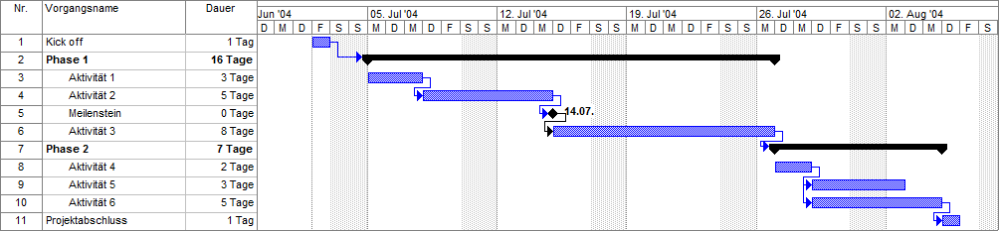 Nr. Vorgangsname Dauer Jun '04 05. Jul '04 12. Jul '04 19. Jul '04 26. Jul '04 02. Aug '04
D M D F S S M D M D F S S M D M D F S S M D M D F S S M D M D F S S M D M D F S
1 Kick off 1 Tag
2 Phase 1 16 Tage
3 Aktivität 1 3 Tage
4 Aktivität 2 5 Tage
5 Meilenstein 0 Tage 14.07.
6 Aktivität 3 8 Tage
7 Phase 2 7 Tage
8 Aktivität 4 2 Tage
9 Aktivität 5 3 Tage
10 Aktivität 6 5 Tage
11 Projektabschluss 1 Tag